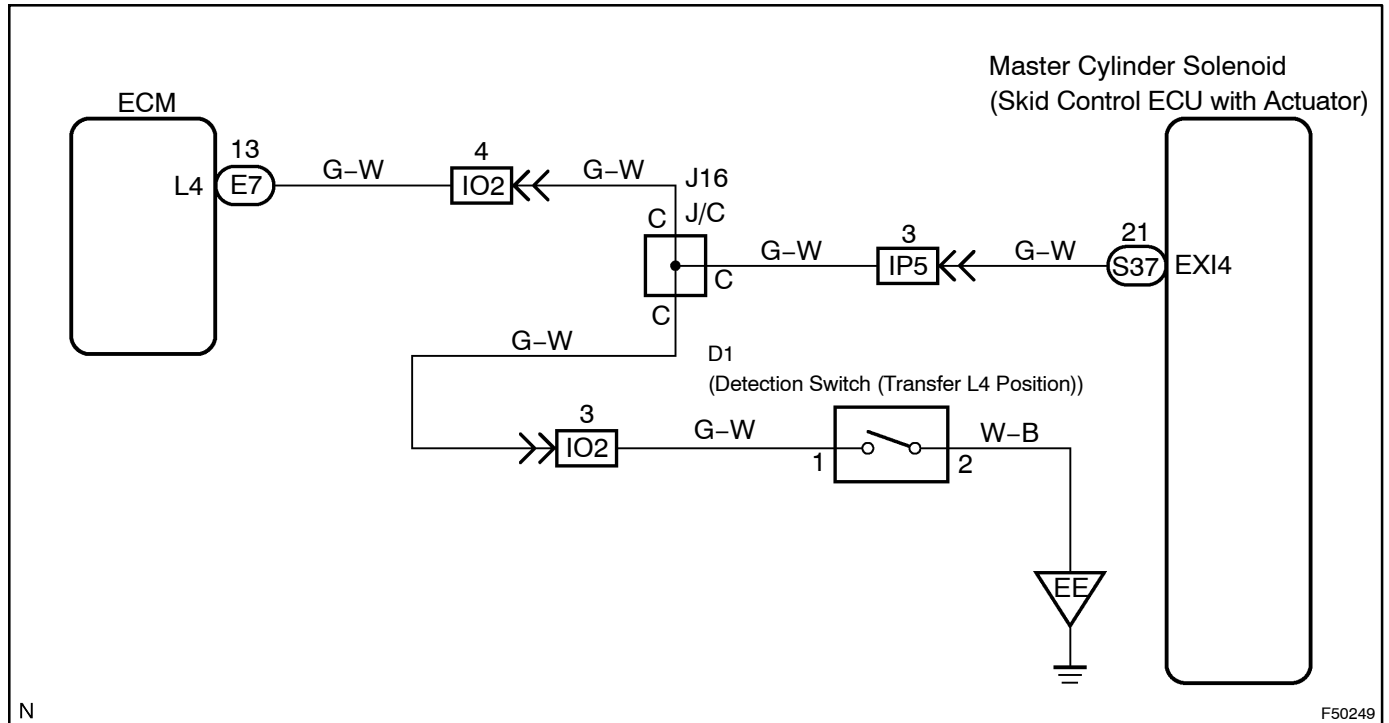 Master Cylinder Solenoid
(Skid Control ECU with Actuator)
ECM
13
L4
E7
G–W
4
IO2
G–W
J16
J/C
C
C
C
G–W
3
IP5
G–W
21
S37
EXI4
G–W
D1
(Detection Switch (Transfer L4 Position))
3
IO2
G–W
1
2
W–B
EE
N
F50249